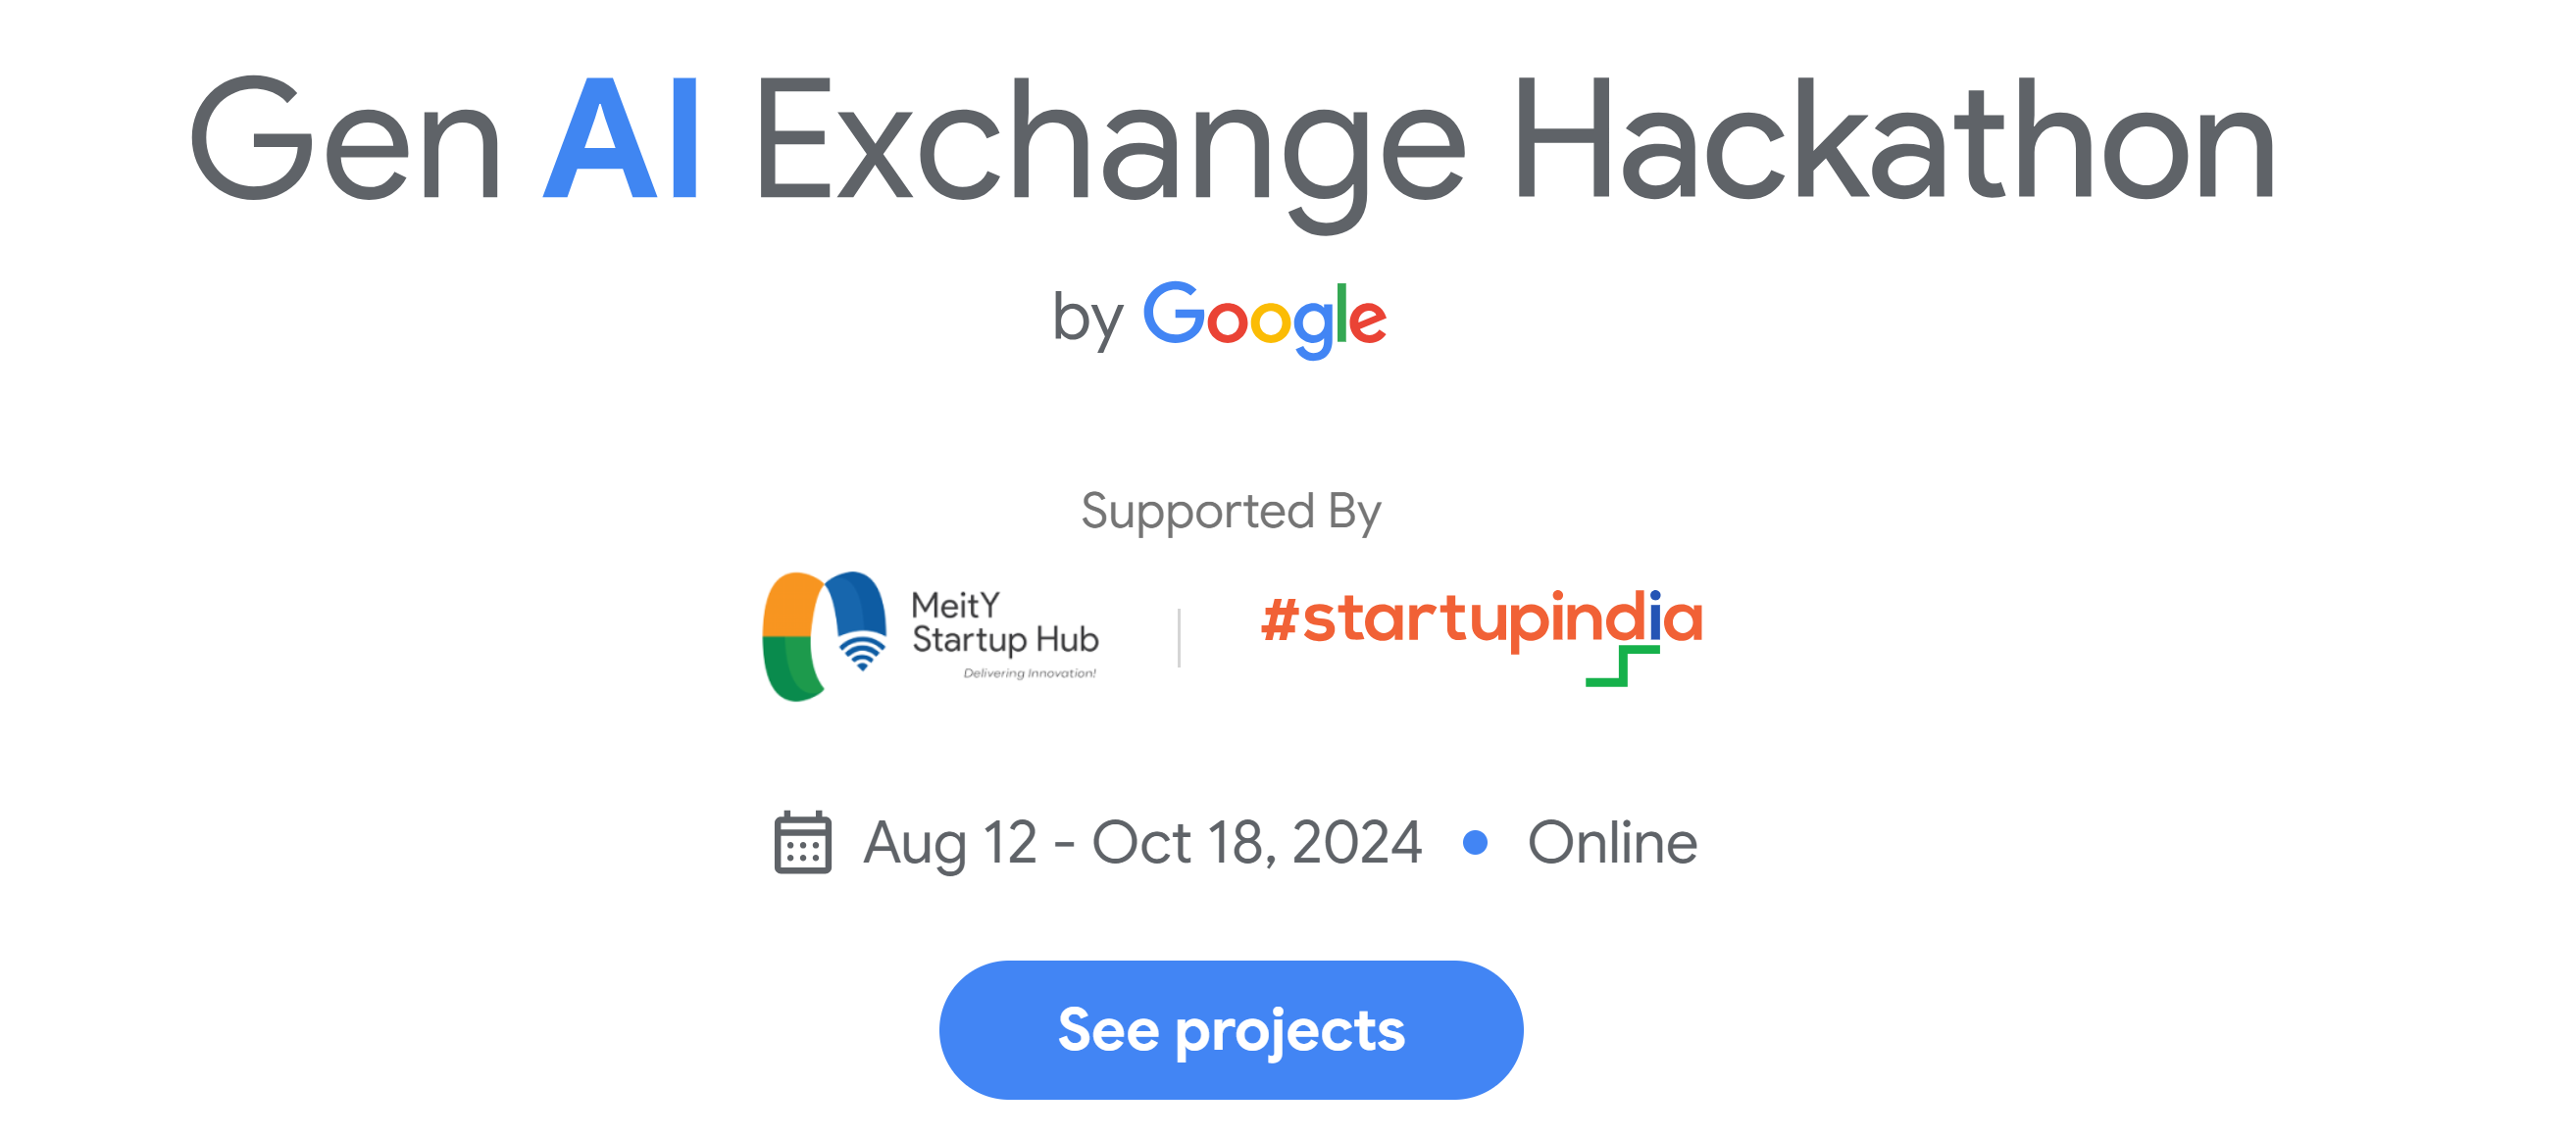 Gen AI Exchange Hackathon
by Google
Supported By
MeitY
Startup Hub
Delivering Innovation!
#startupindia
Aug 12 - Oct 18, 2024 • Online
See projects